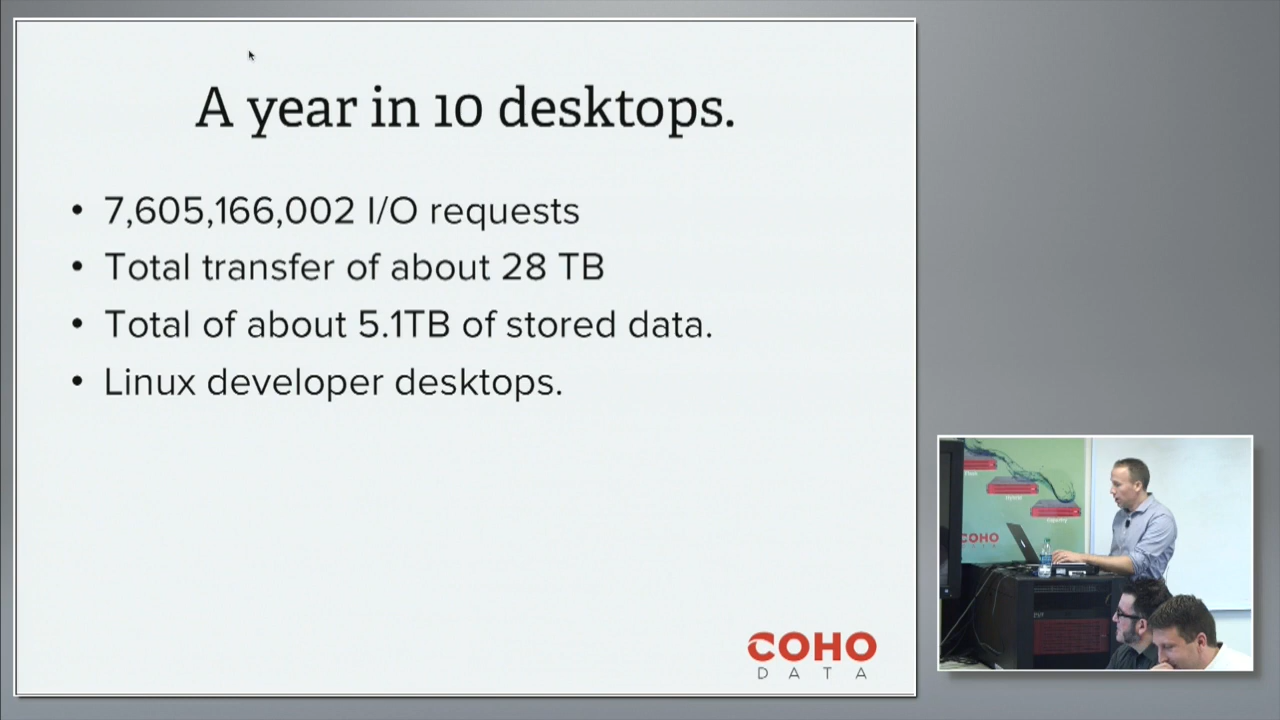 A year in 10 desktops.
• 7,605,166,002 I/O requests
• Total transfer of about 28 TB
• Total of about 5.1TB of stored data.
• Linux developer desktops.
COHO
DATA
COHO